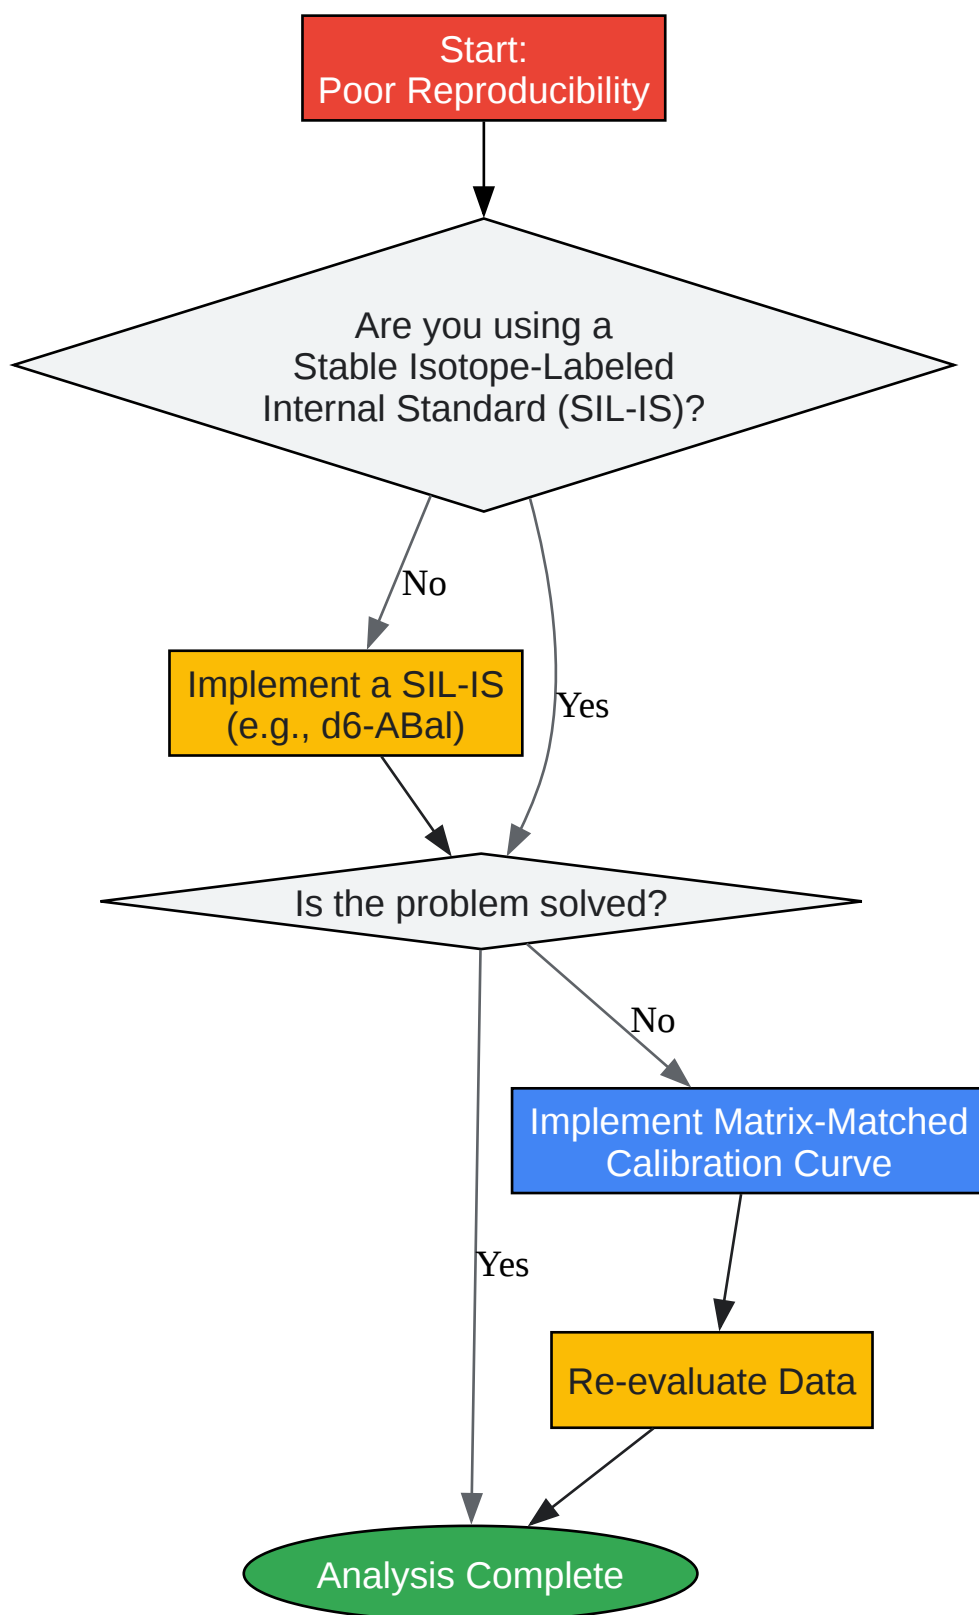 Start:
Poor Reproducibility
Are you using a
Stable Isotope-Labeled
Internal Standard (SIL-IS)?
No
Implement a SIL-IS
(e.g., d6-ABal)
Yes
Is the problem solved?
No
Implement Matrix-Matched
Calibration Curve
Yes
Re-evaluate Data
Analysis Complete